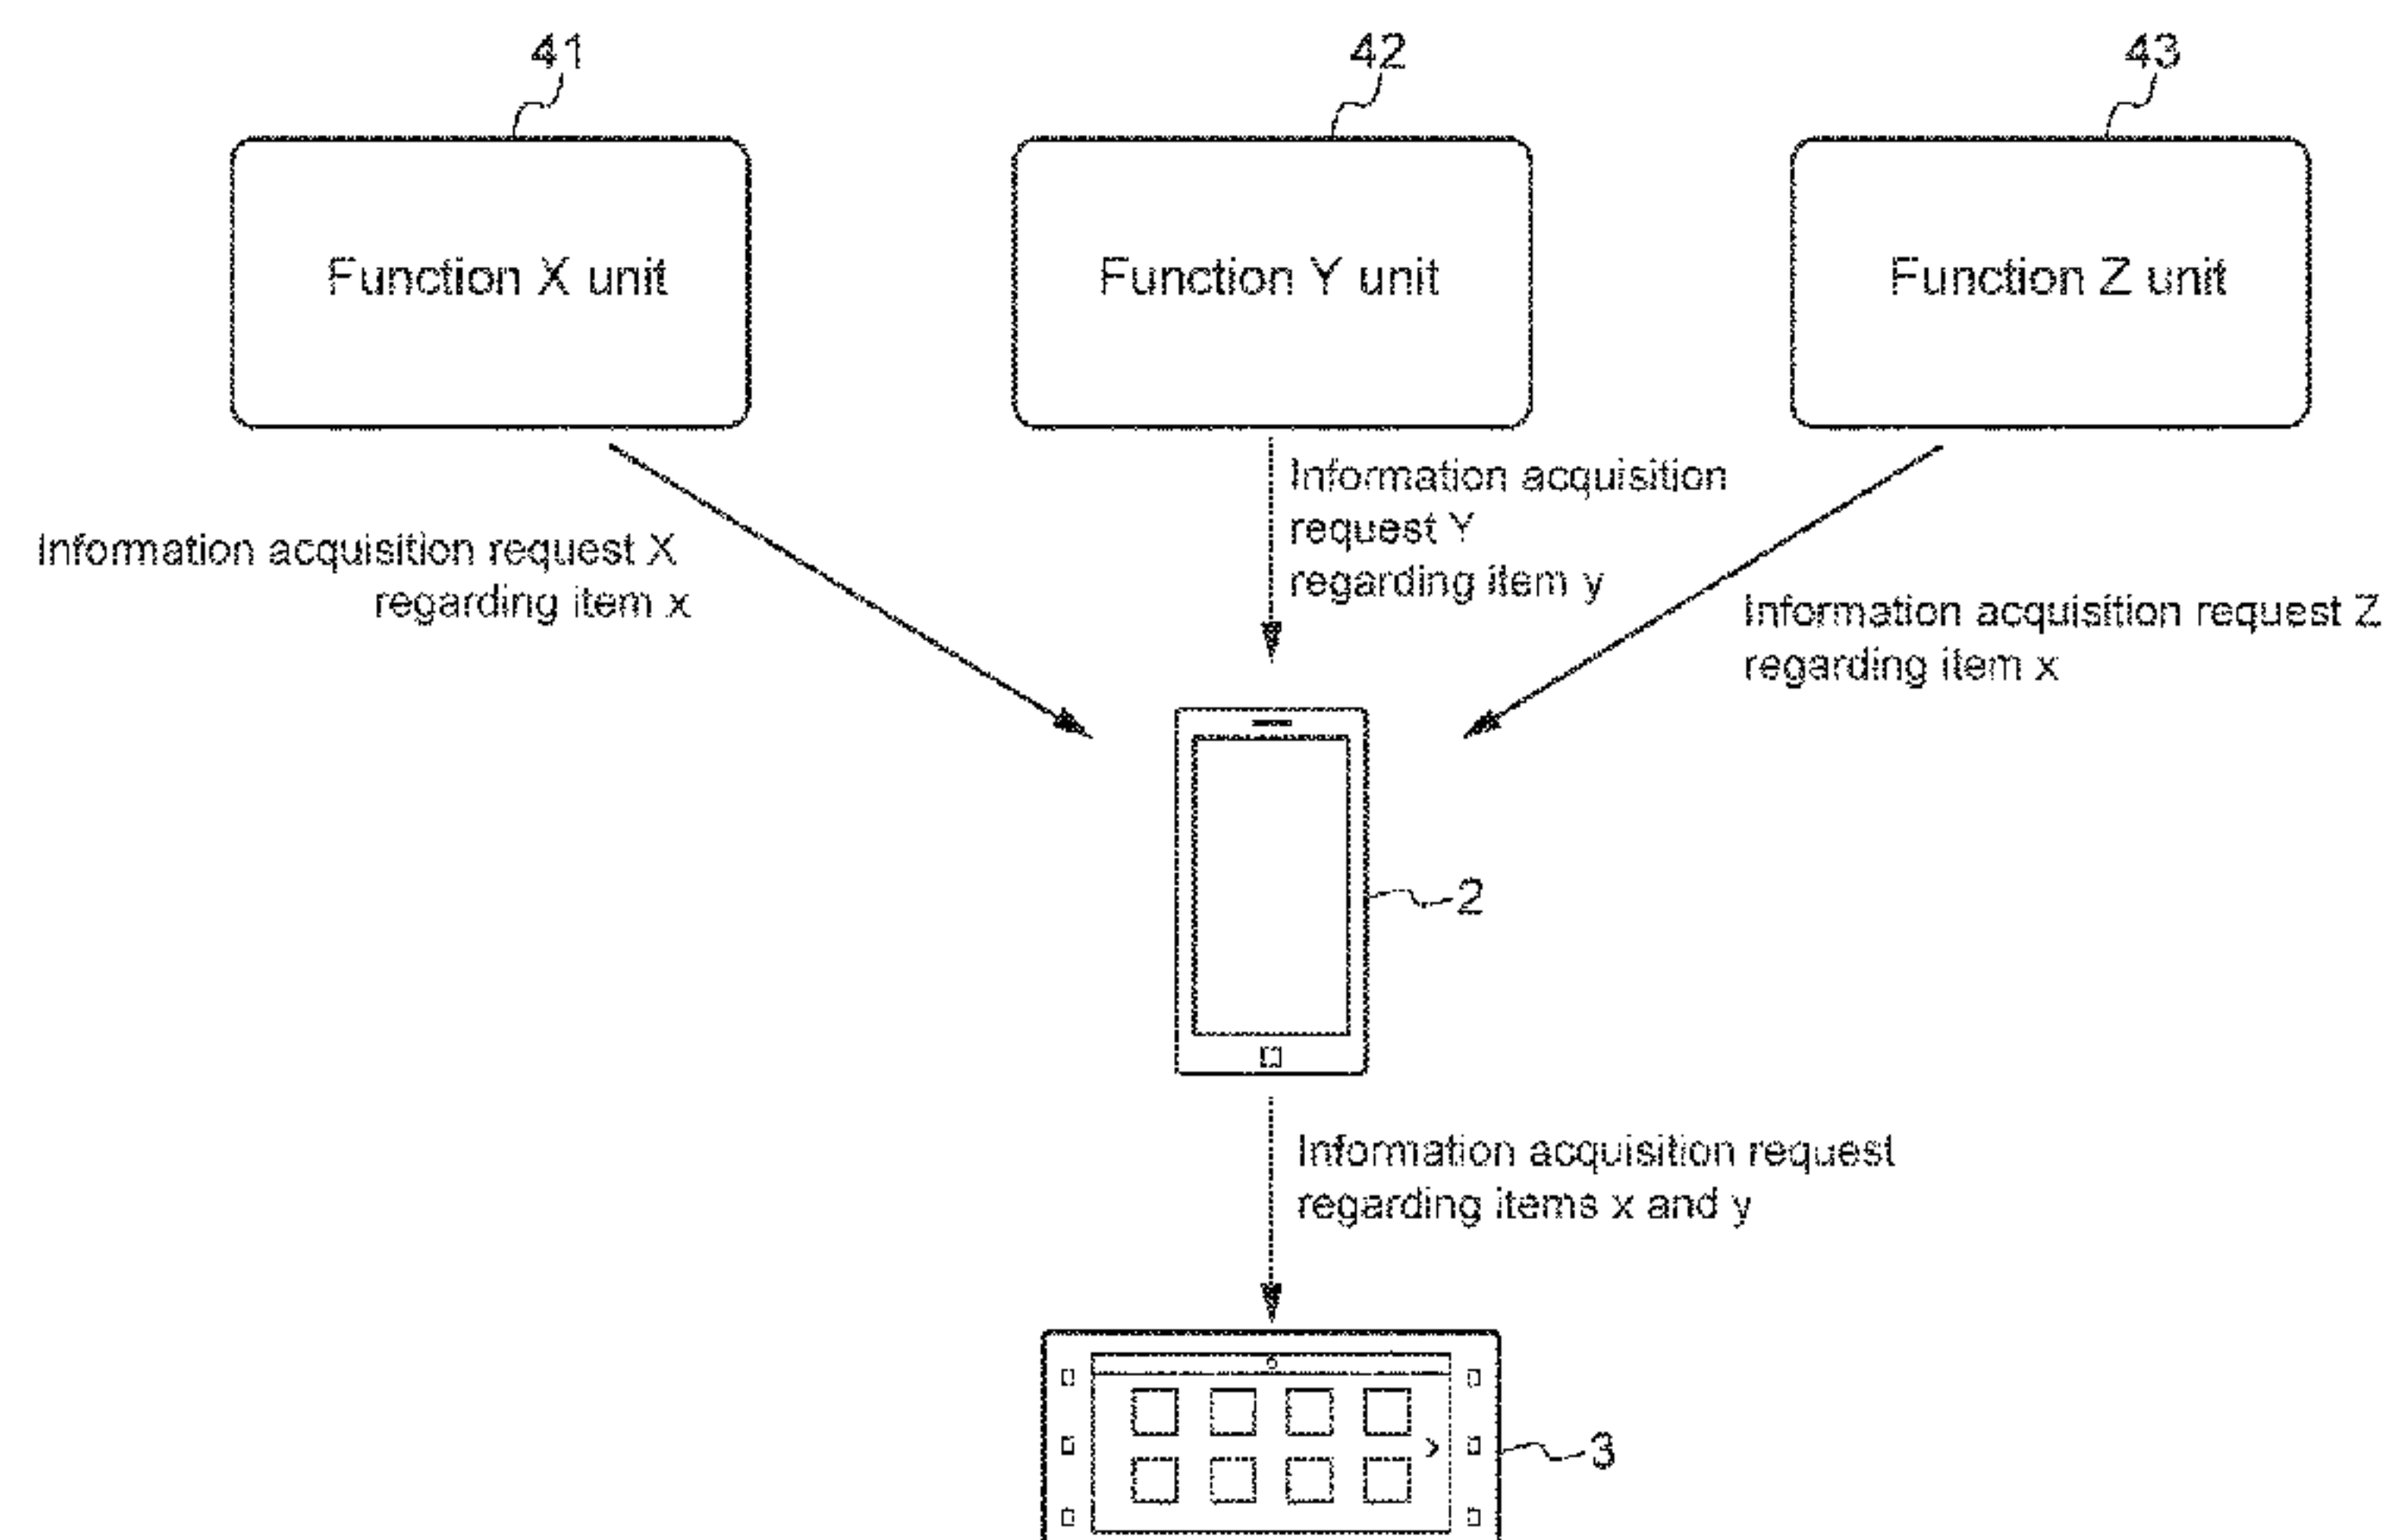 41
42
43
Function X unit
Function Y unit
Function Z unit
Information acquisition
request Y
regarding item y
Information acquisition request X
regarding item x
Information acquisition request Z
regarding item x
2
Information acquisition request
regarding items x and y
3